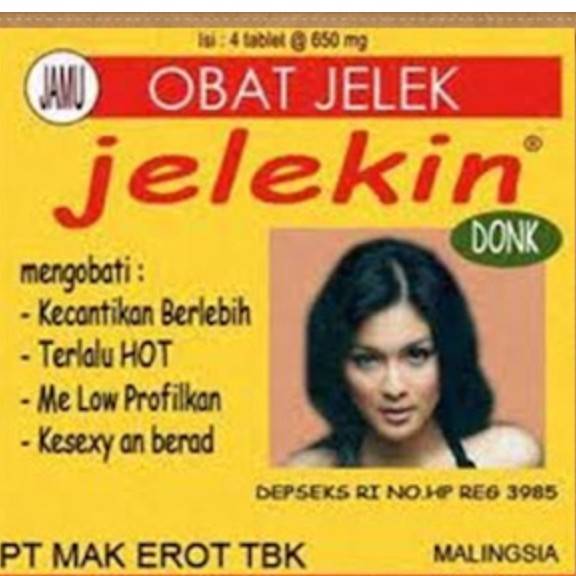 Isi : 4 tablet @ 650 mg
JAMU
OBAT JELEK
jelekin®
DONK
mengobati :
- Kecantikan Berlebih
- Terlalu HOT
- Me Low Profilkan
- Kesexy an berad
DEPSEKS RI NO.HP REG 3985
PT MAK EROT TBK
MALINGSIA